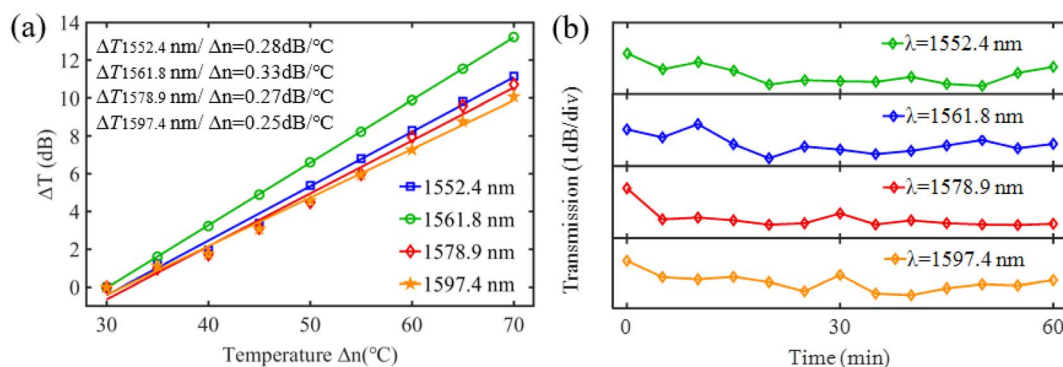 (a)
ΔT1552.4 nm/ Δn=0.28dB/℃
ΔT1561.8 nm/ Δn=0.33dB/℃
ΔT1578.9 nm/ Δn=0.27dB/℃
ΔT1597.4 nm/ Δn=0.25dB/℃
1552.4 nm
1561.8 nm
1578.9 nm
1597.4 nm
ΔT (dB)
14
12
10
8
6
4
2
0
30
40
50
60
70
Temperature Δn(℃)
(b)
λ=1552.4 nm
λ=1561.8 nm
λ=1578.9 nm
λ=1597.4 nm
Transmission (1dB/div)
0
30
60
Time (min)